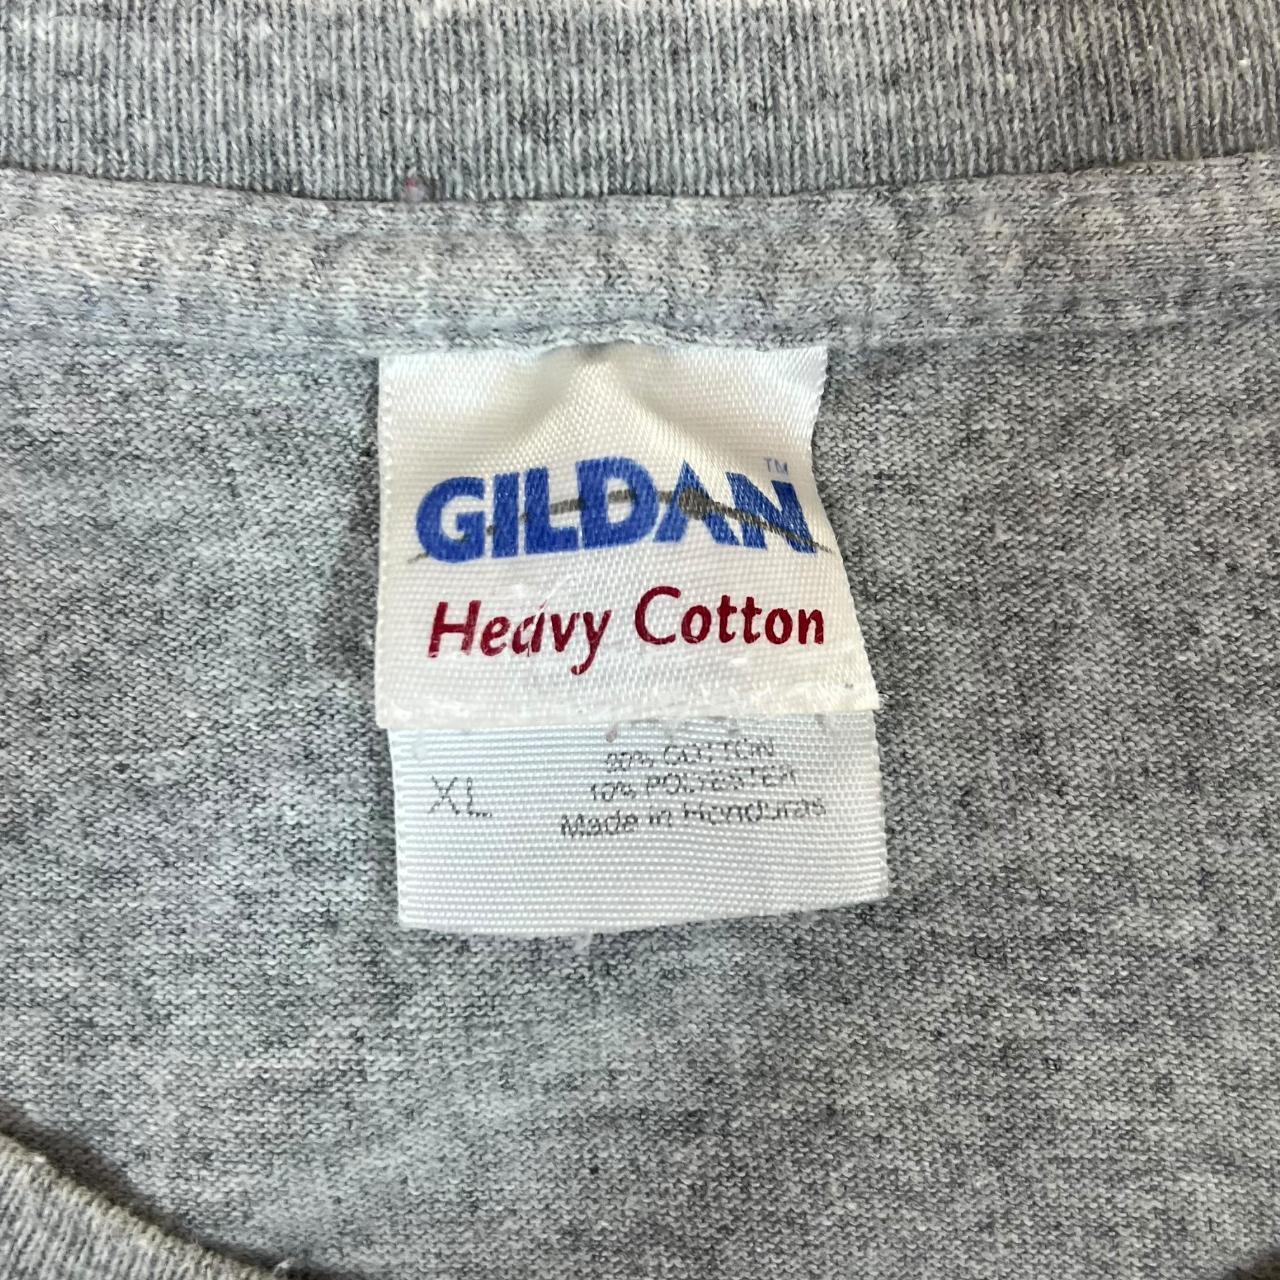 GILDAN™
Heavy Cotton
XL
90% COTTON
10% POLYESTER
Made in Honduras